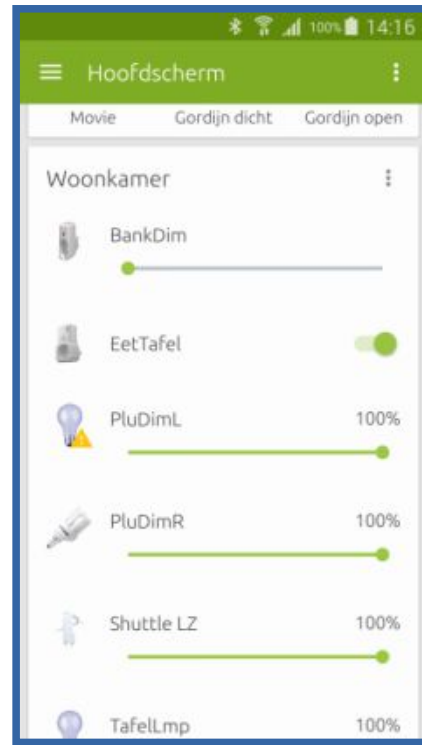 100% 14:16
Hoofdscherm
Movie Gordijn dicht Gordijn open
Woonkamer
BankDim
EetTafel
PluDimL 100%
PluDimR 100%
Shuttle LZ 100%
TafelLmp 100%